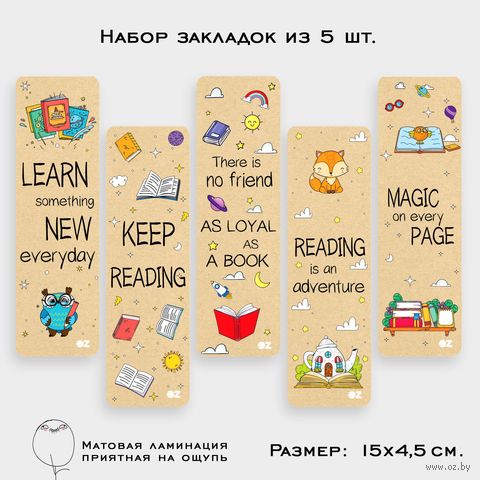 Набор закладок из 5 шт.
LEARN
something
NEW
everyday
OZ
KEEP
READING
OZ
There is
no friend
AS LOYAL
AS
A BOOK
OZ
READING
is an
adventure
OZ
MAGIC
on every
PAGE
OZ
Матовая ламинация
приятная на ощупь
Размер: 15х4,5 см.
www.oz.by